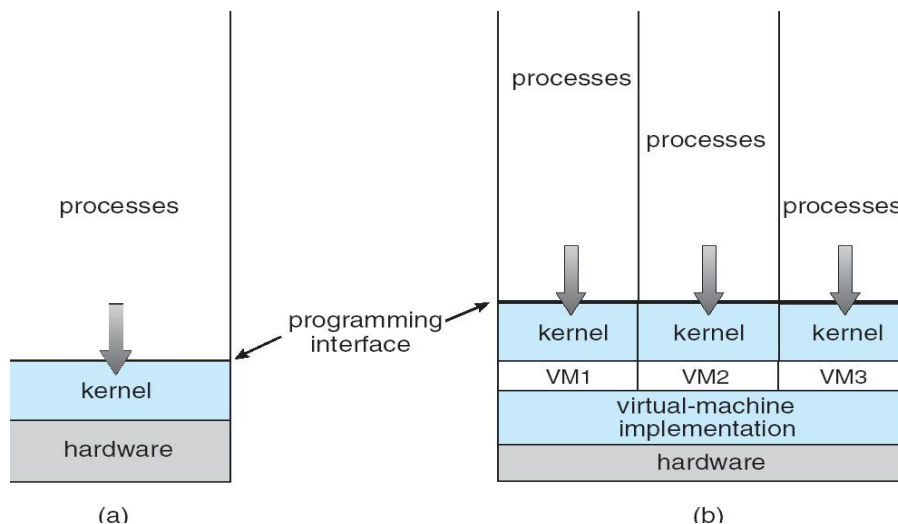 processes
programming
interface
kernel
hardware
(a)
processes
processes
processes
kernel
kernel
kernel
VM1
VM2
VM3
virtual-machine
implementation
hardware
(b)